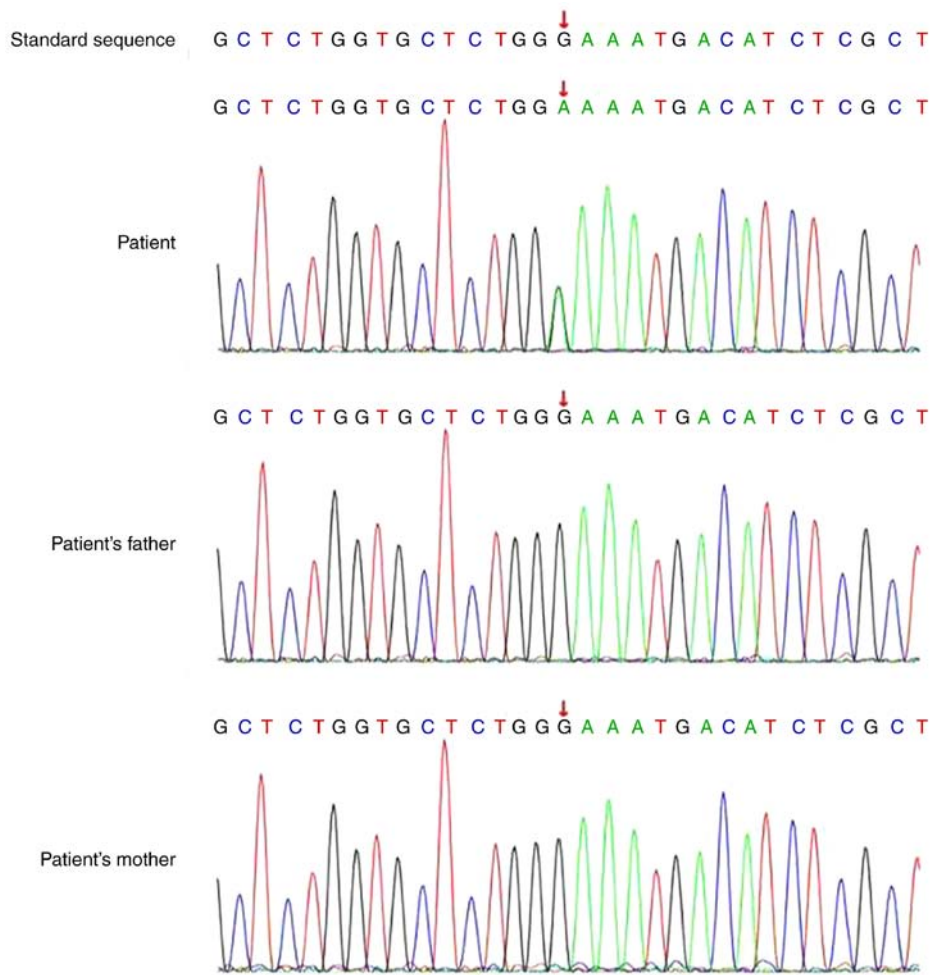 Standard sequence G C T C T G G T G C T C T G G G A A A T G A C A T C T C G C T
G C T C T G G T G C T C T G G A A A A T G A C A T C T C G C T
Patient
G C T C T G G T G C T C T G G G A A A T G A C A T C T C G C T
Patient's father
G C T C T G G T G C T C T G G G A A A T G A C A T C T C G C T
Patient's mother